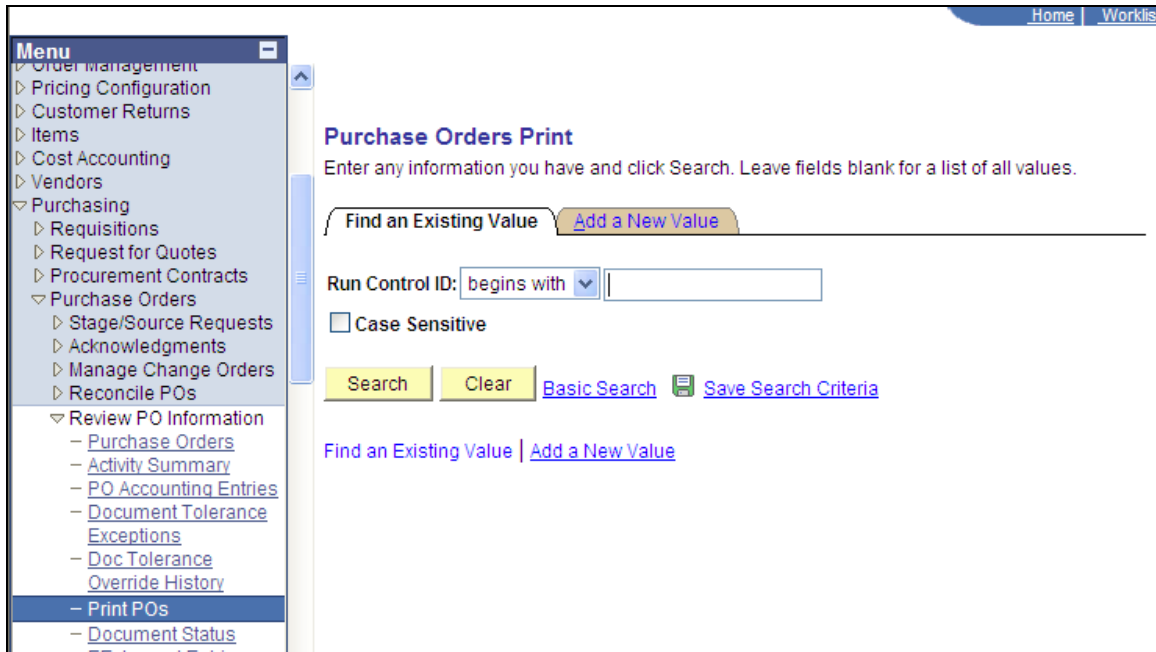 Home | Worklis
Menu
Order Management
Pricing Configuration
Customer Returns
Items
Cost Accounting
Vendors
Purchasing
Requisitions
Request for Quotes
Procurement Contracts
Purchase Orders
Stage/Source Requests
Acknowledgments
Manage Change Orders
Reconcile POs
Review PO Information
– Purchase Orders
– Activity Summary
– PO Accounting Entries
– Document Tolerance
Exceptions
– Doc Tolerance
Override History
– Print POs
– Document Status
Purchase Orders Print
Enter any information you have and click Search. Leave fields blank for a list of all values.
Find an Existing Value Add a New Value
Run Control ID: begins with
Case Sensitive
Search Clear Basic Search Save Search Criteria
Find an Existing Value | Add a New Value